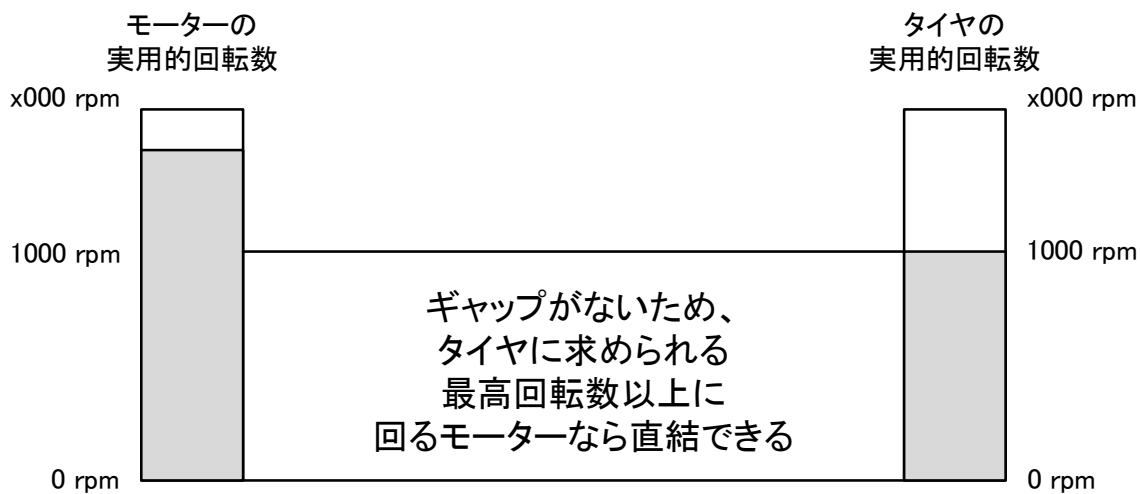 モーターの
実用的回転数
タイヤの
実用的回転数
x000 rpm
x000 rpm
1000 rpm
1000 rpm
ギャップがないため、
タイヤに求められる
最高回転数以上に
回るモーターなら直結できる
0 rpm
0 rpm